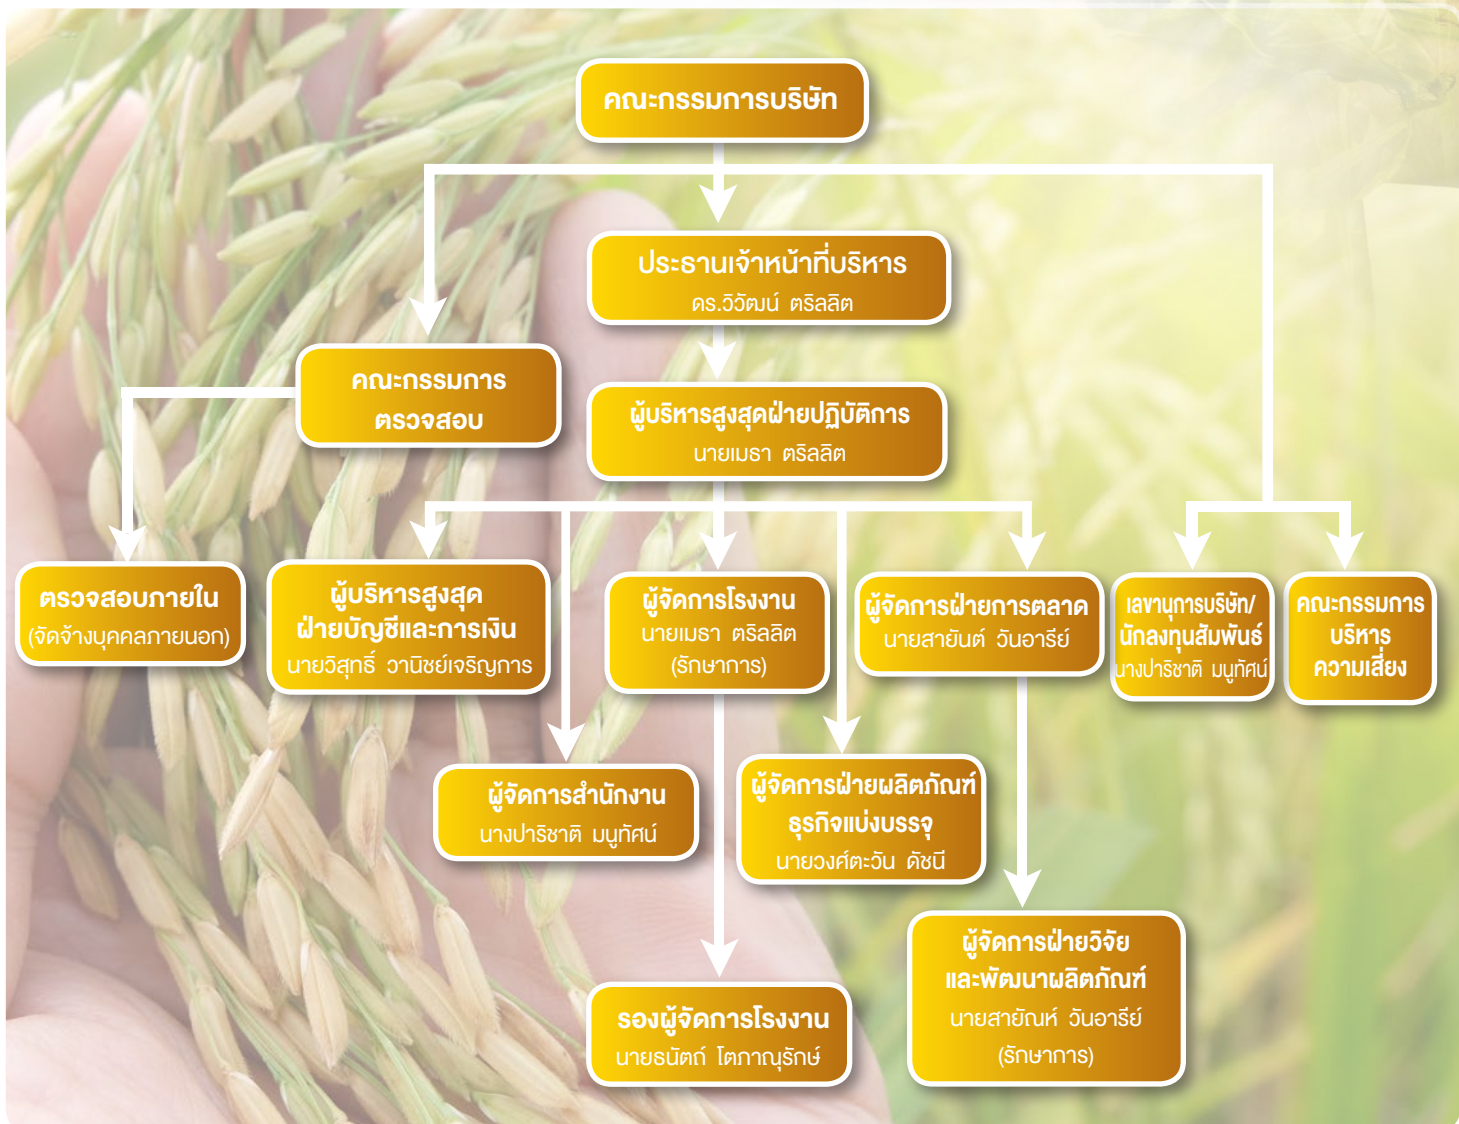 คณะกรรมการบริษัท
ประธานเจ้าหน้าที่บริหาร
ดร.วิวัฒน์ ตริลลิต
คณะกรรมการ
ตรวจสอบ
ผู้บริหารสูงสุดฝ่ายปฏิบัติการ
นายเมธา ตริลลิต
ตรวจสอบภายใน
(จัดจ้างบุคคลภายนอก)
ผู้บริหารสูงสุด
ฝ่ายบัญชีและการเงิน
นายวิสุทธิ์ วานิชย์เจริญการ
ผู้จัดการโรงงาน
นายเมธา ตริลลิต
(รักษาการ)
ผู้จัดการฝ่ายการตลาด
นายสายันต์ วันอารีย์
เลขานุการบริษัท/
นักลงทุนสัมพันธ์
นางปาริชาติ มนูทัศน์
คณะกรรมการ
บริหาร
ความเสี่ยง
ผู้จัดการสำนักงาน
นางปาริชาติ มนูทัศน์
ผู้จัดการฝ่ายผลิตภัณฑ์
ธุรกิจแบ่งบรรจุ
นายวงศ์ตะวัน ดัชนี
รองผู้จัดการโรงงาน
นายธนัตถ์ โตภาณุรักษ์
ผู้จัดการฝ่ายวิจัย
และพัฒนาผลิตภัณฑ์
นายสายัณห์ วันอารีย์
(รักษาการ)